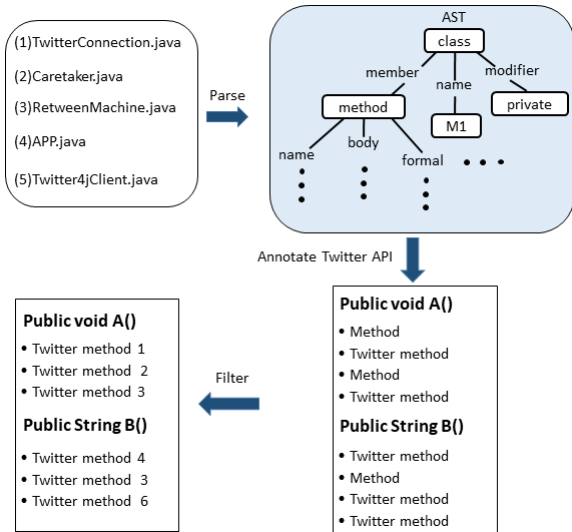 (1)TwitterConnection.java
(2)Caretaker.java
(3)RetweenMachine.java
(4)APP.java
(5)Twitter4jClient.java
Parse
AST
class
member
name
modifier
method
M1
private
name
body
formal
Annotate Twitter API
Public void A()
• Method
• Twitter method
• Method
• Twitter method
Public String B()
• Twitter method
• Method
• Twitter method
• Twitter method
Filter
Public void A()
• Twitter method 1
• Twitter method 2
• Twitter method 3
Public String B()
• Twitter method 4
• Twitter method 3
• Twitter method 6